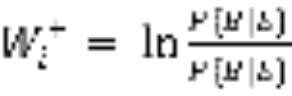 W_i^+ = ln P{B|S} / P{B|S}